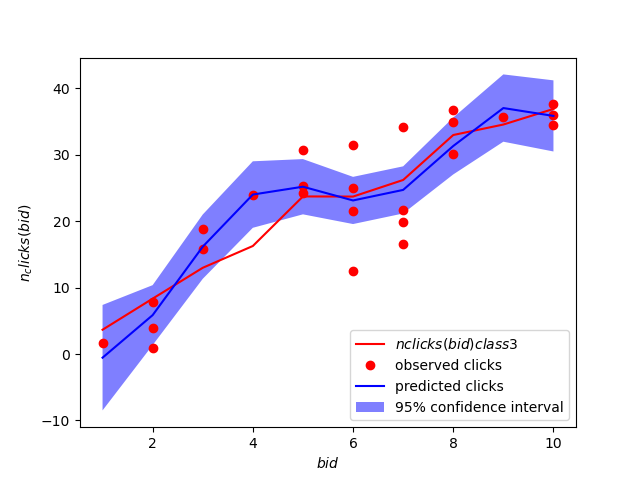 40
30
20
10
0
−10
n_clicks(bid)
nclicks(bid)class3
observed clicks
predicted clicks
95% confidence interval
2 4 6 8 10
bid